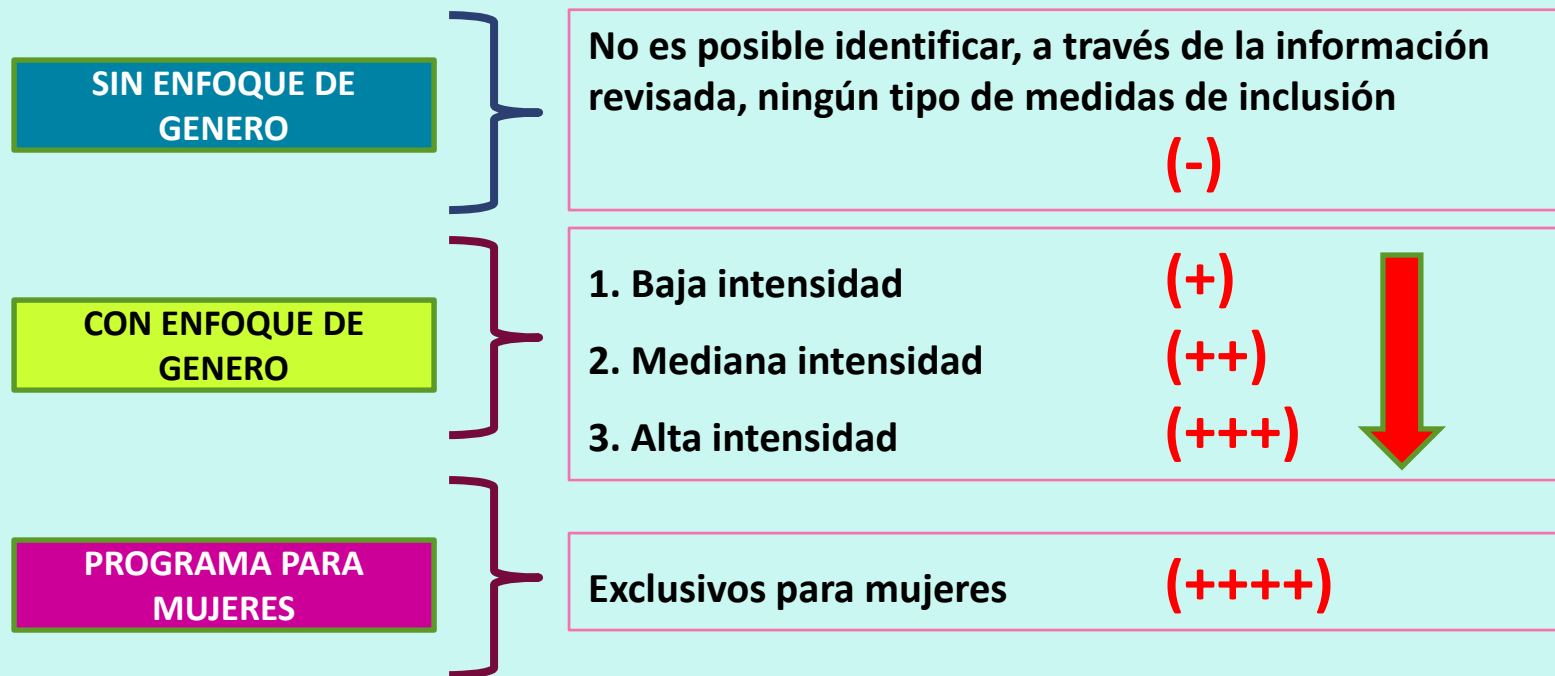 SIN ENFOQUE DE
GENERO
No es posible identificar, a través de la información
revisada, ningún tipo de medidas de inclusión
(-)
CON ENFOQUE DE
GENERO
1. Baja intensidad (+)
2. Mediana intensidad (++)
3. Alta intensidad (+++)
PROGRAMA PARA
MUJERES
Exclusivos para mujeres (++++)